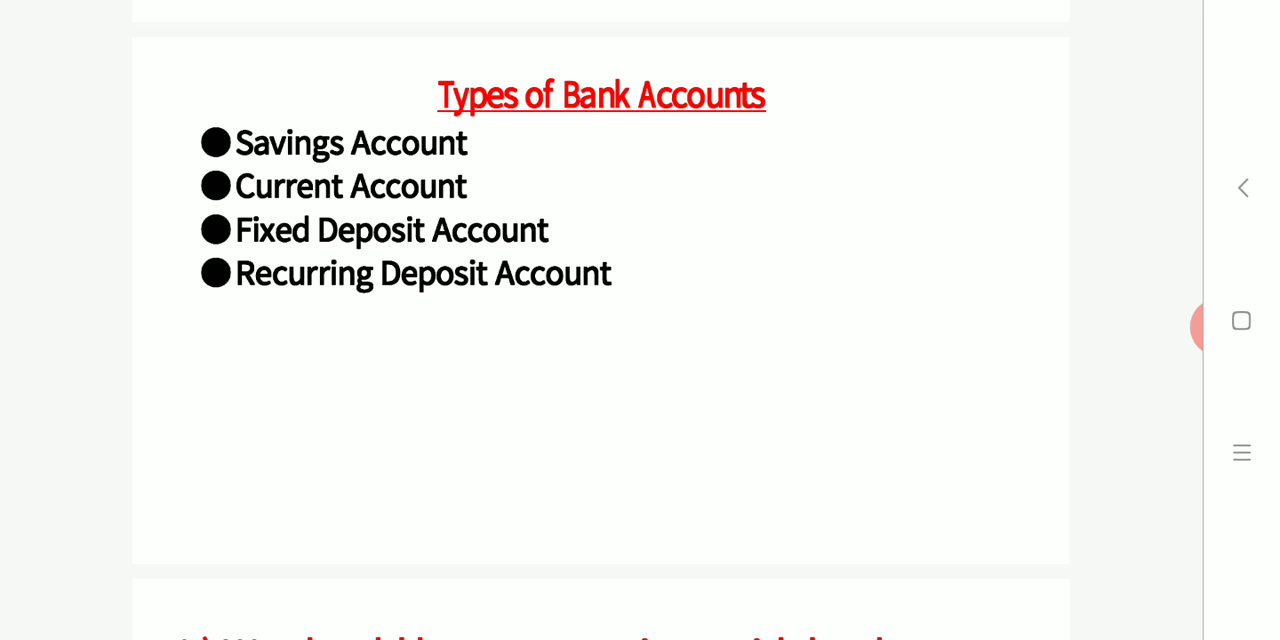 Types of Bank Accounts
● Savings Account
● Current Account
● Fixed Deposit Account
● Recurring Deposit Account